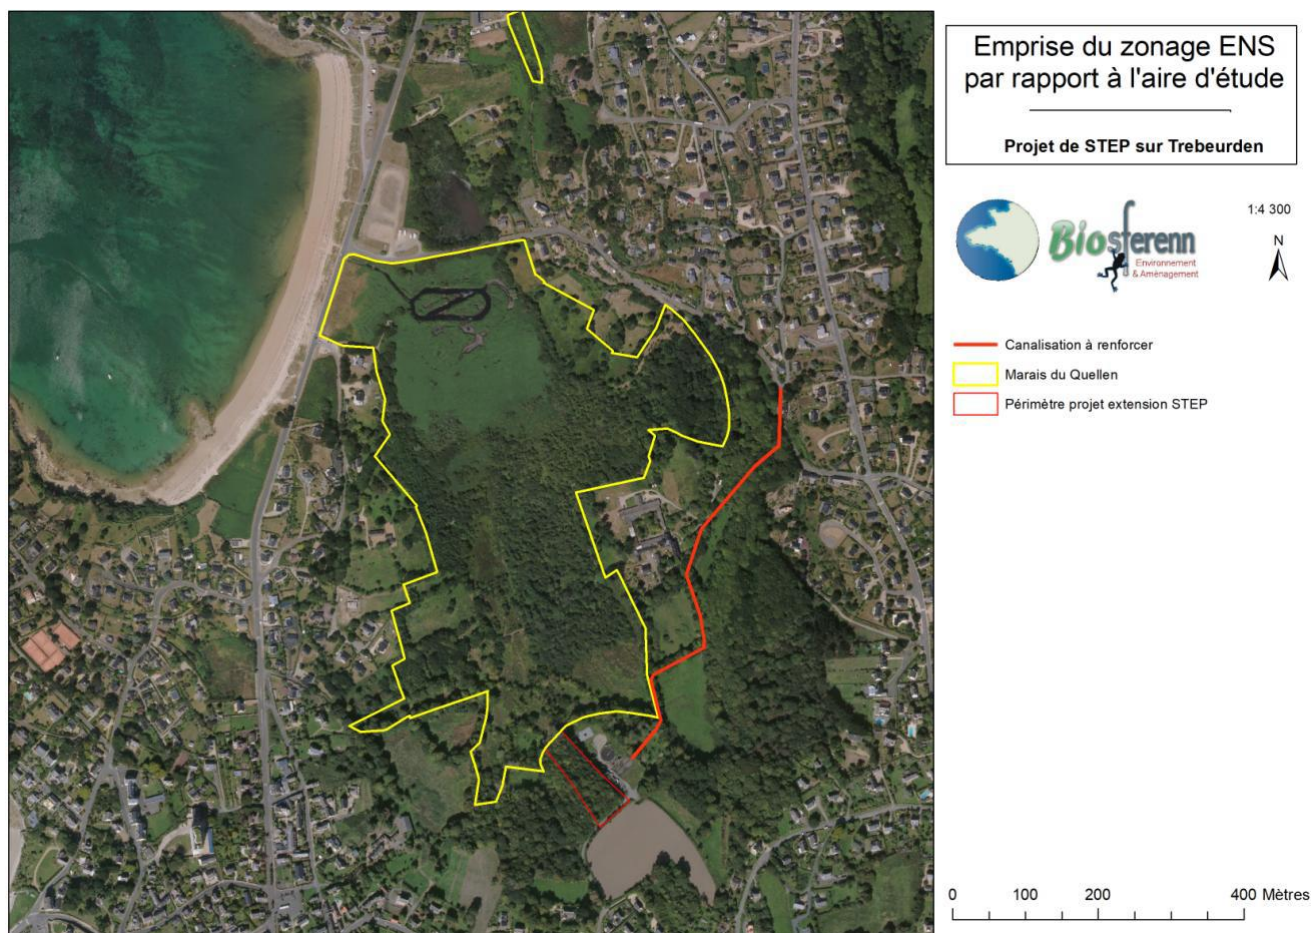 Emprise du zonage ENS
par rapport à l'aire d'étude
Projet de STEP sur Trebeurden
Biosferenn
Environnement
& Aménagement
1:4 300
N
Canalisation à renforcer
Marais du Quellen
Périmètre projet extension STEP
0 100 200 400 Mètres